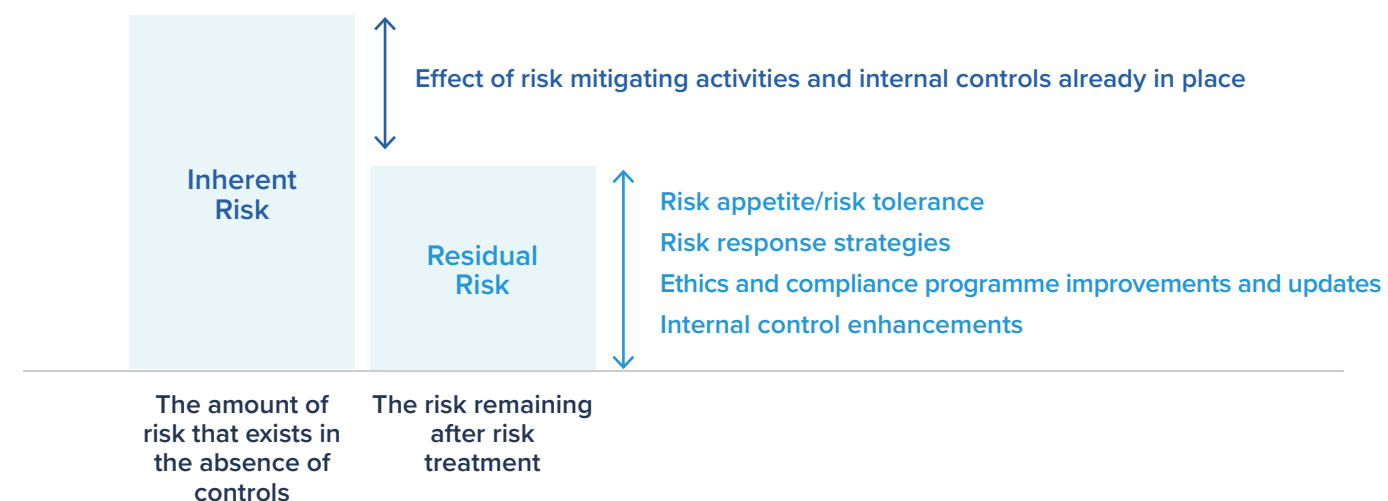 Effect of risk mitigating activities and internal controls already in place
Inherent
Risk
Residual
Risk
Risk appetite/risk tolerance
Risk response strategies
Ethics and compliance programme improvements and updates
Internal control enhancements
The amount of
risk that exists in
the absence of
controls
The risk remaining
after risk
treatment